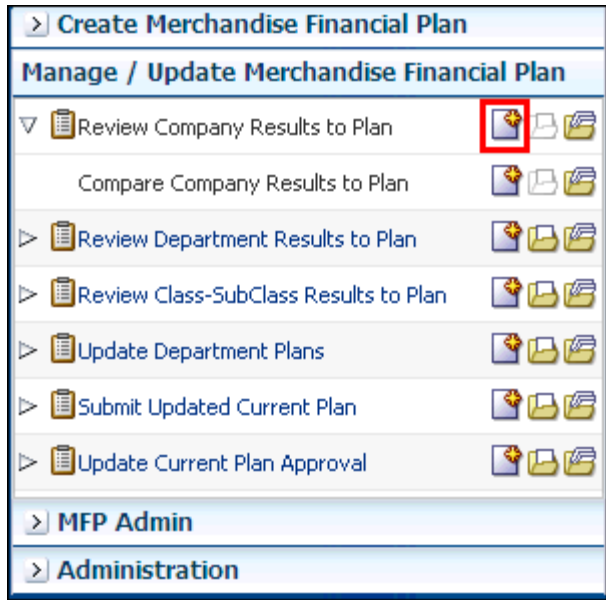 Create Merchandise Financial Plan
Manage / Update Merchandise Financial Plan
Review Company Results to Plan
Compare Company Results to Plan
Review Department Results to Plan
Review Class-SubClass Results to Plan
Update Department Plans
Submit Updated Current Plan
Update Current Plan Approval
MFP Admin
Administration